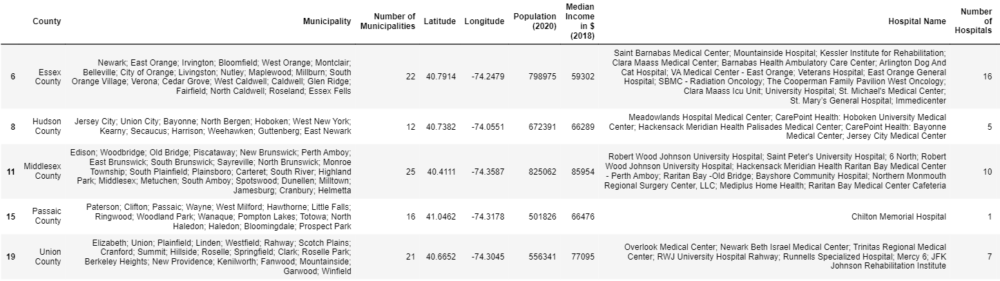 County Municipality Number of Municipalities Latitude Longitude Population (2020) Median Income in $ (2018) Hospital Name Number of Hospitals
6 Essex County
Newark; East Orange; Irvington; Bloomfield; West Orange; Montclair;
Belleville; City of Orange; Livingston; Nutley; Maplewood; Millburn; South
Orange Village; Verona; Cedar Grove; West Caldwell; Caldwell; Glen Ridge;
Fairfield; North Caldwell; Roseland; Essex Fells
22 40.7914 -74.2479 798975 59302
Saint Barnabas Medical Center; Mountainside Hospital; Kessler Institute for Rehabilitation;
Clara Maass Medical Center; Barnabas Health Ambulatory Care Center; Arlington Dog And
Cat Hospital; VA Medical Center - East Orange; Veterans Hospital; East Orange General
Hospital; SBMC - Radiation Oncology; The Cooperman Family Pavilion West Oncology;
Clara Maass Icu Unit; University Hospital; St. Michael's Medical Center;
St. Mary's General Hospital; Immedicenter
16
8 Hudson County
Jersey City; Union City; Bayonne; North Bergen; Hoboken; West New York;
Kearny; Secaucus; Harrison; Weehawken; Guttenberg; East Newark
12 40.7382 -74.0551 672391 66289
Meadowlands Hospital Medical Center; CarePoint Health: Hoboken University Medical
Center; Hackensack Meridian Health Palisades Medical Center; CarePoint Health: Bayonne
Medical Center; Jersey City Medical Center
5
11 Middlesex County
Edison; Woodbridge; Old Bridge; Piscataway; New Brunswick; Perth Amboy;
East Brunswick; South Brunswick; Sayreville; North Brunswick; Monroe
Township; South Plainfield; Plainsboro; Carteret; South River; Highland
Park; Middlesex; Metuchen; South Amboy; Spotswood; Dunellen; Milltown;
Jamesburg; Cranbury; Helmetta
25 40.4111 -74.3587 825062 85954
Robert Wood Johnson University Hospital; Saint Peter's University Hospital; 6 North; Robert
Wood Johnson University Hospital; Hackensack Meridian Health Raritan Bay Medical Center
- Perth Amboy; Raritan Bay -Old Bridge; Bayshore Community Hospital; Northern Monmouth
Regional Surgery Center, LLC; Mediplus Home Health; Raritan Bay Medical Center Cafeteria
10
15 Passaic County
Paterson; Clifton; Passaic; Wayne; West Milford; Hawthorne; Little Falls;
Ringwood; Woodland Park; Wanaque; Pompton Lakes; Totowa; North
Haledon; Haledon; Bloomingdale; Prospect Park
16 41.0462 -74.3178 501826 66476
Chilton Memorial Hospital
1
19 Union County
Elizabeth; Union; Plainfield; Linden; Westfield; Rahway; Scotch Plains;
Cranford; Summit; Hillside; Roselle; Springfield; Clark; Roselle Park;
Berkeley Heights; New Providence; Kenilworth; Fanwood; Mountainside;
Garwood; Winfield
21 40.6652 -74.3045 556341 77095
Overlook Medical Center; Newark Beth Israel Medical Center; Trinitas Regional Medical
Center; RWJ University Hospital Rahway; Runnells Specialized Hospital; Mercy 6; JFK
Johnson Rehabilitation Institute
7